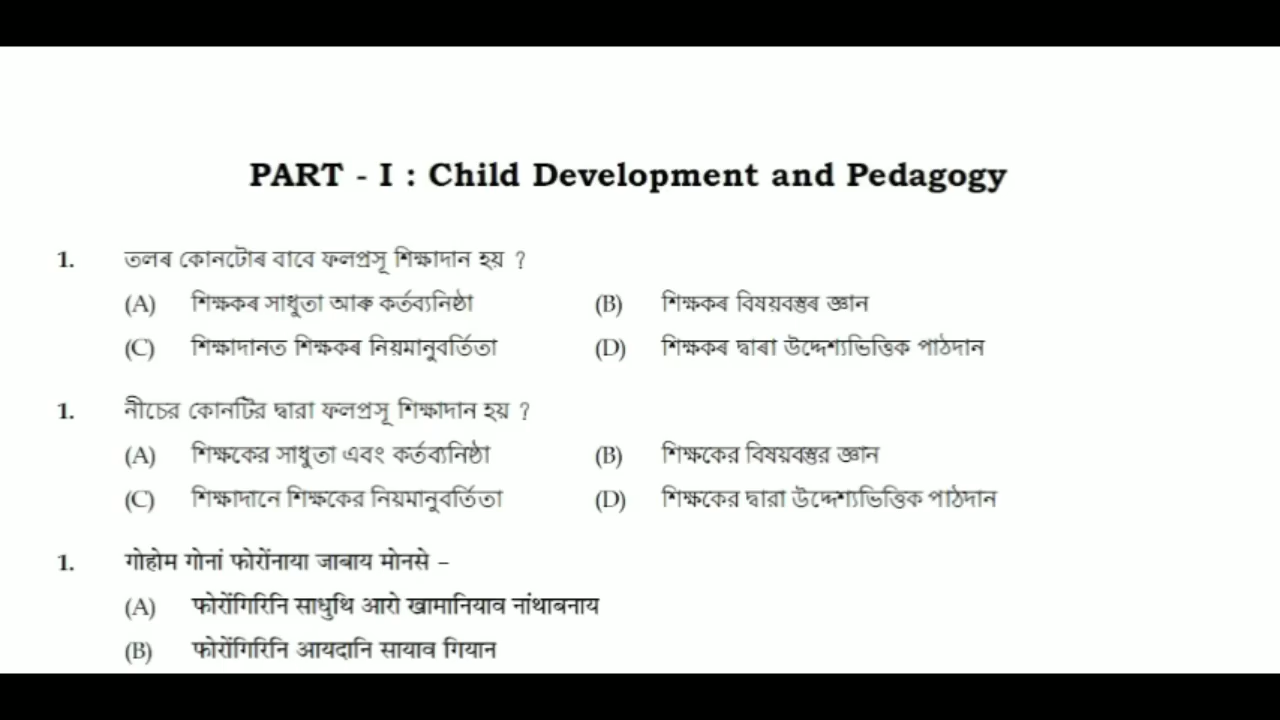 PART - I : Child Development and Pedagogy
1. তলৰ কোনটোৰ বাবে ফলপ্ৰসূ শিক্ষাদান হয় ?
(A) শিক্ষকৰ সাধুতা আৰু কৰ্তব্যনিষ্ঠা (B) শিক্ষকৰ বিষয়বস্তুৰ জ্ঞান
(C) শিক্ষাদানত শিক্ষকৰ নিয়মানুবৰ্তিতা (D) শিক্ষকৰ দ্বাৰা উদ্দেশ্যভিত্তিক পাঠদান
1. নীচের কোনটির দ্বারা ফলপ্রসূ শিক্ষাদান হয় ?
(A) শিক্ষকের সাধুতা এবং কর্তব্যনিষ্ঠা (B) শিক্ষকের বিষয়বস্তুর জ্ঞান
(C) শিক্ষাদানে শিক্ষকের নিয়মানুবর্তিতা (D) শিক্ষকের দ্বারা উদ্দেশ্যভিত্তিক পাঠদান
1. गोहोम गोनां फोरोंनाया जाबाय मोनसे –
(A) फोरोंगिरिनि साधुथि आरो खामानियाव नांथाबनाय
(B) फोरोंगिरिनि आयदानि सायाव गियान